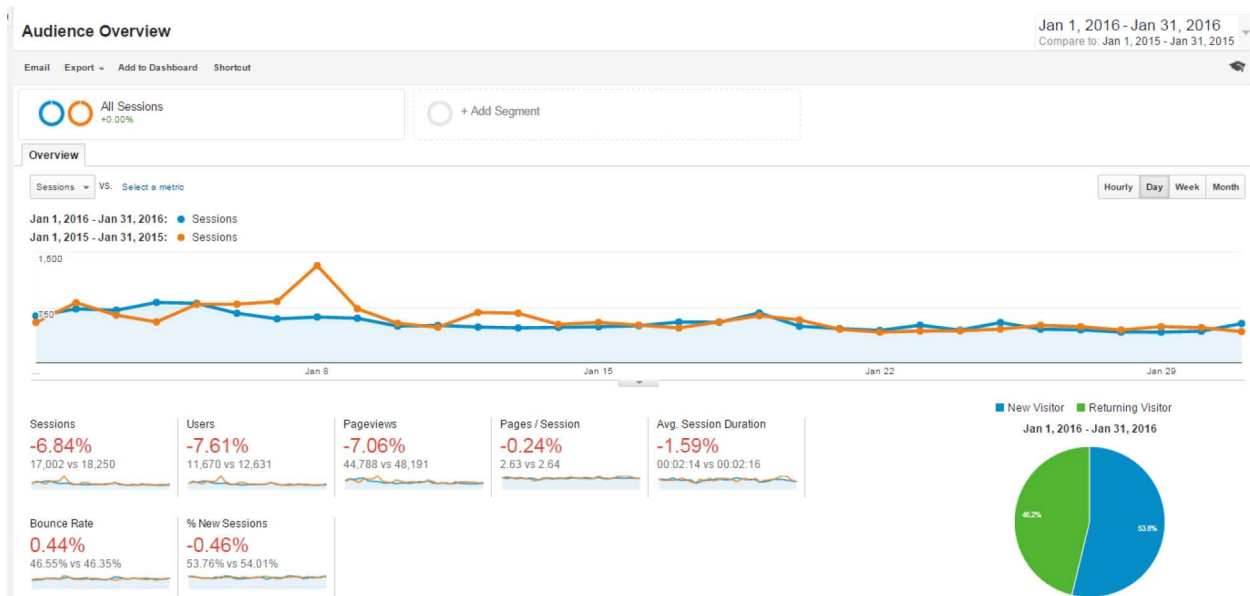 Audience Overview
Jan 1, 2016 - Jan 31, 2016
Compare to: Jan 1, 2015 - Jan 31, 2015
Email Export Add to Dashboard Shortcut
All Sessions
+0.00%
+ Add Segment
Overview
Sessions VS. Select a metric
Hourly Day Week Month
Jan 1, 2016 - Jan 31, 2016: Sessions
Jan 1, 2015 - Jan 31, 2015: Sessions
1,500
750
... Jan 8 Jan 15 Jan 22 Jan 29
New Visitor Returning Visitor
Jan 1, 2016 - Jan 31, 2016
46.2% 53.8%
Sessions Users Pageviews Pages / Session Avg. Session Duration
-6.84% -7.61% -7.06% -0.24% -1.59%
17,002 vs 18,250 11,670 vs 12,631 44,788 vs 48,191 2.63 vs 2.64 00:02:14 vs 00:02:16
Bounce Rate % New Sessions
0.44% -0.46%
46.55% vs 46.35% 53.76% vs 54.01%